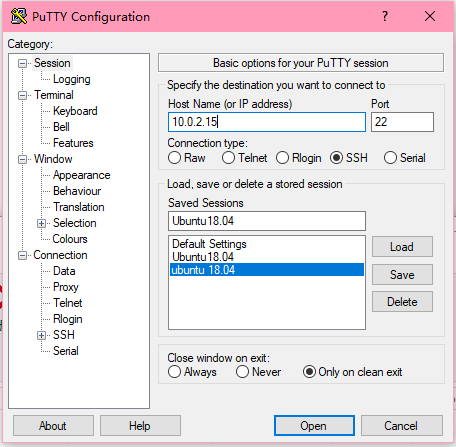 PuTTY Configuration
Category:
Session
Logging
Terminal
Keyboard
Bell
Features
Window
Appearance
Behaviour
Translation
Selection
Colours
Connection
Data
Proxy
Telnet
Rlogin
SSH
Serial
Basic options for your PuTTY session
Specify the destination you want to connect to
Host Name (or IP address) Port
10.0.2.15 22
Connection type:
Raw Telnet Rlogin SSH Serial
Load, save or delete a stored session
Saved Sessions
Ubuntu18.04
Default Settings
Ubuntu18.04
ubuntu 18.04
Load
Save
Delete
Close window on exit:
Always Never Only on clean exit
About Help Open Cancel